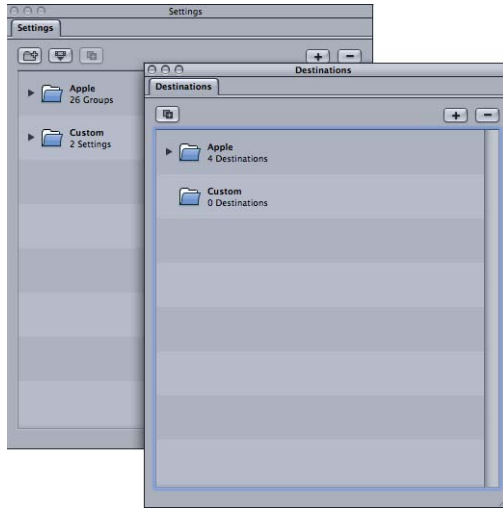 Settings
Settings
Apple
26 Groups
Custom
2 Settings
Destinations
Destinations
Apple
4 Destinations
Custom
0 Destinations